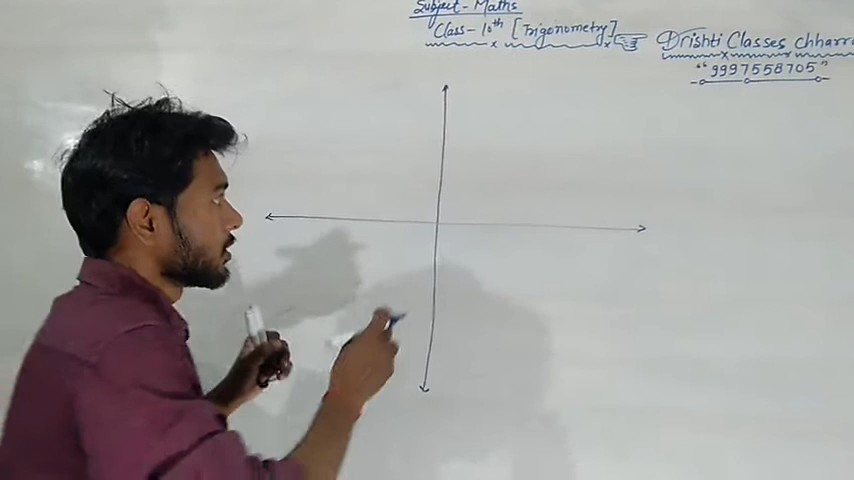 Subject - Maths
Class - 10th [Trigonometry]
Drishti Classes Chharra
"9997558705"